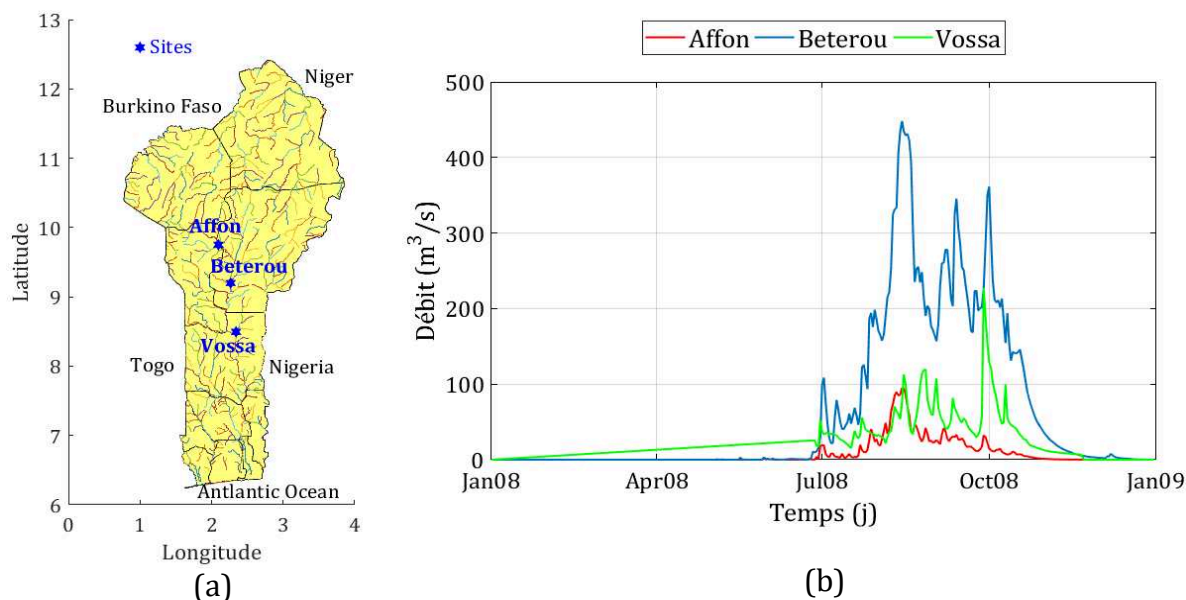 13
12
11
10
9
8
7
6
Latitude
Sites
Niger
Burkino Faso
Affon
Beterou
Vossa
Togo
Nigeria
Antlantic Ocean
0 1 2 3 4
Longitude
(a)
Affon Beterou Vossa
500
400
300
200
100
0
Débit (m³/s)
Jan08 Apr08 Jul08 Oct08 Jan09
Temps (j)
(b)